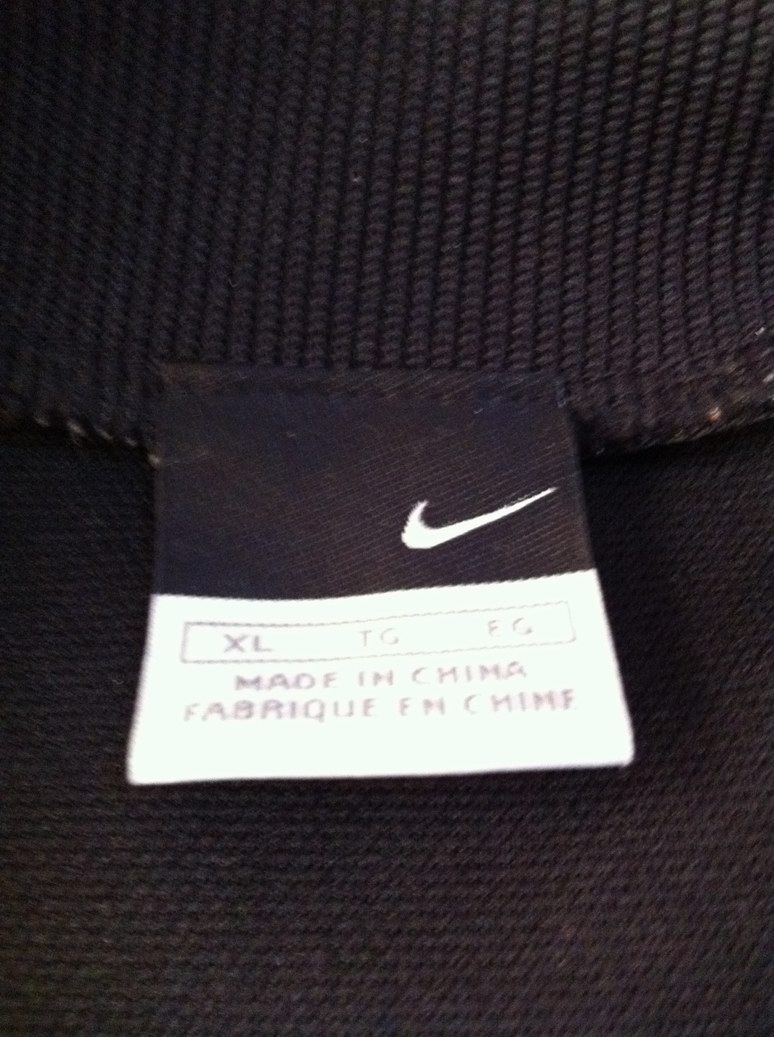 XL TG EG
MADE IN CHINA
FABRIQUE EN CHINE